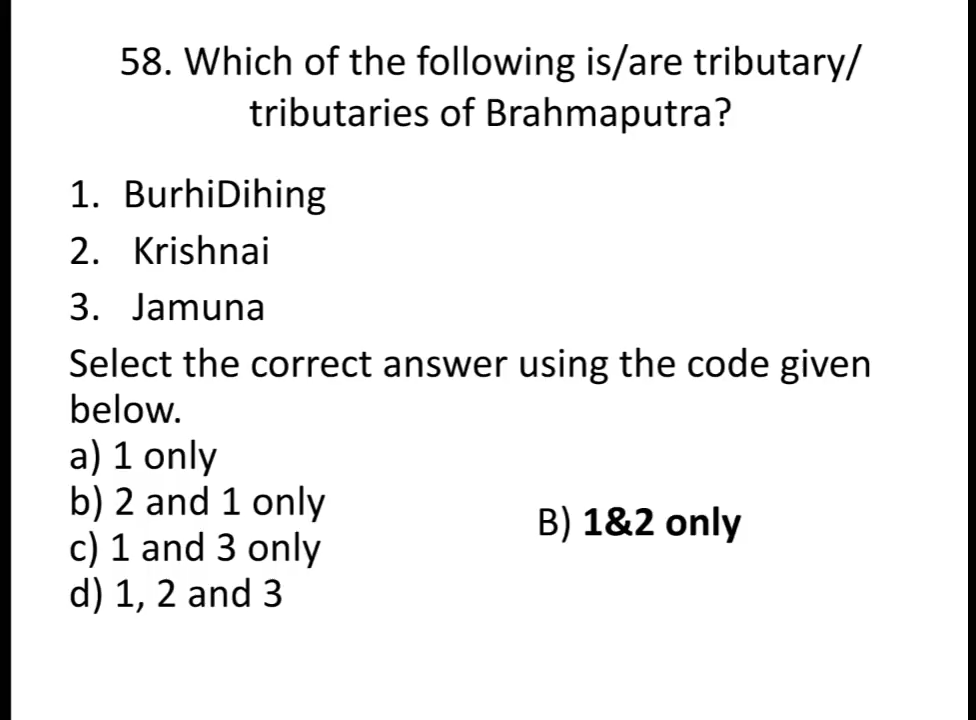 58. Which of the following is/are tributary/
tributaries of Brahmaputra?
1. BurhiDihing
2. Krishnai
3. Jamuna
Select the correct answer using the code given
below.
a) 1 only
b) 2 and 1 only
c) 1 and 3 only
d) 1, 2 and 3
B) 1&2 only